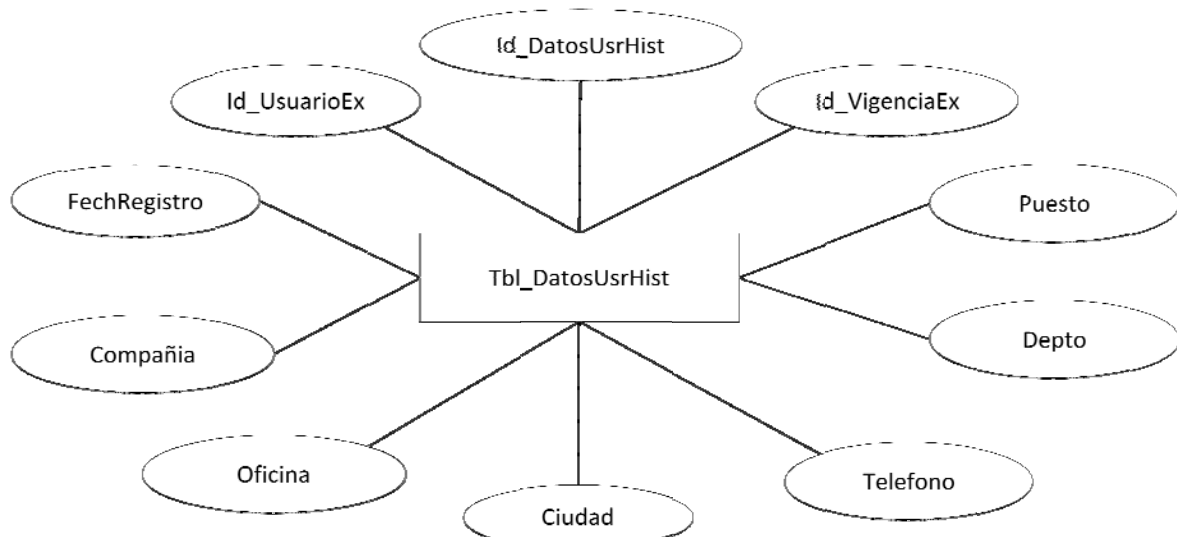 Id_DatosUsrHist
Id_UsuarioEx
Id_VigenciaEx
FechRegistro
Puesto
Tbl_DatosUsrHist
Compañia
Depto
Oficina
Telefono
Ciudad